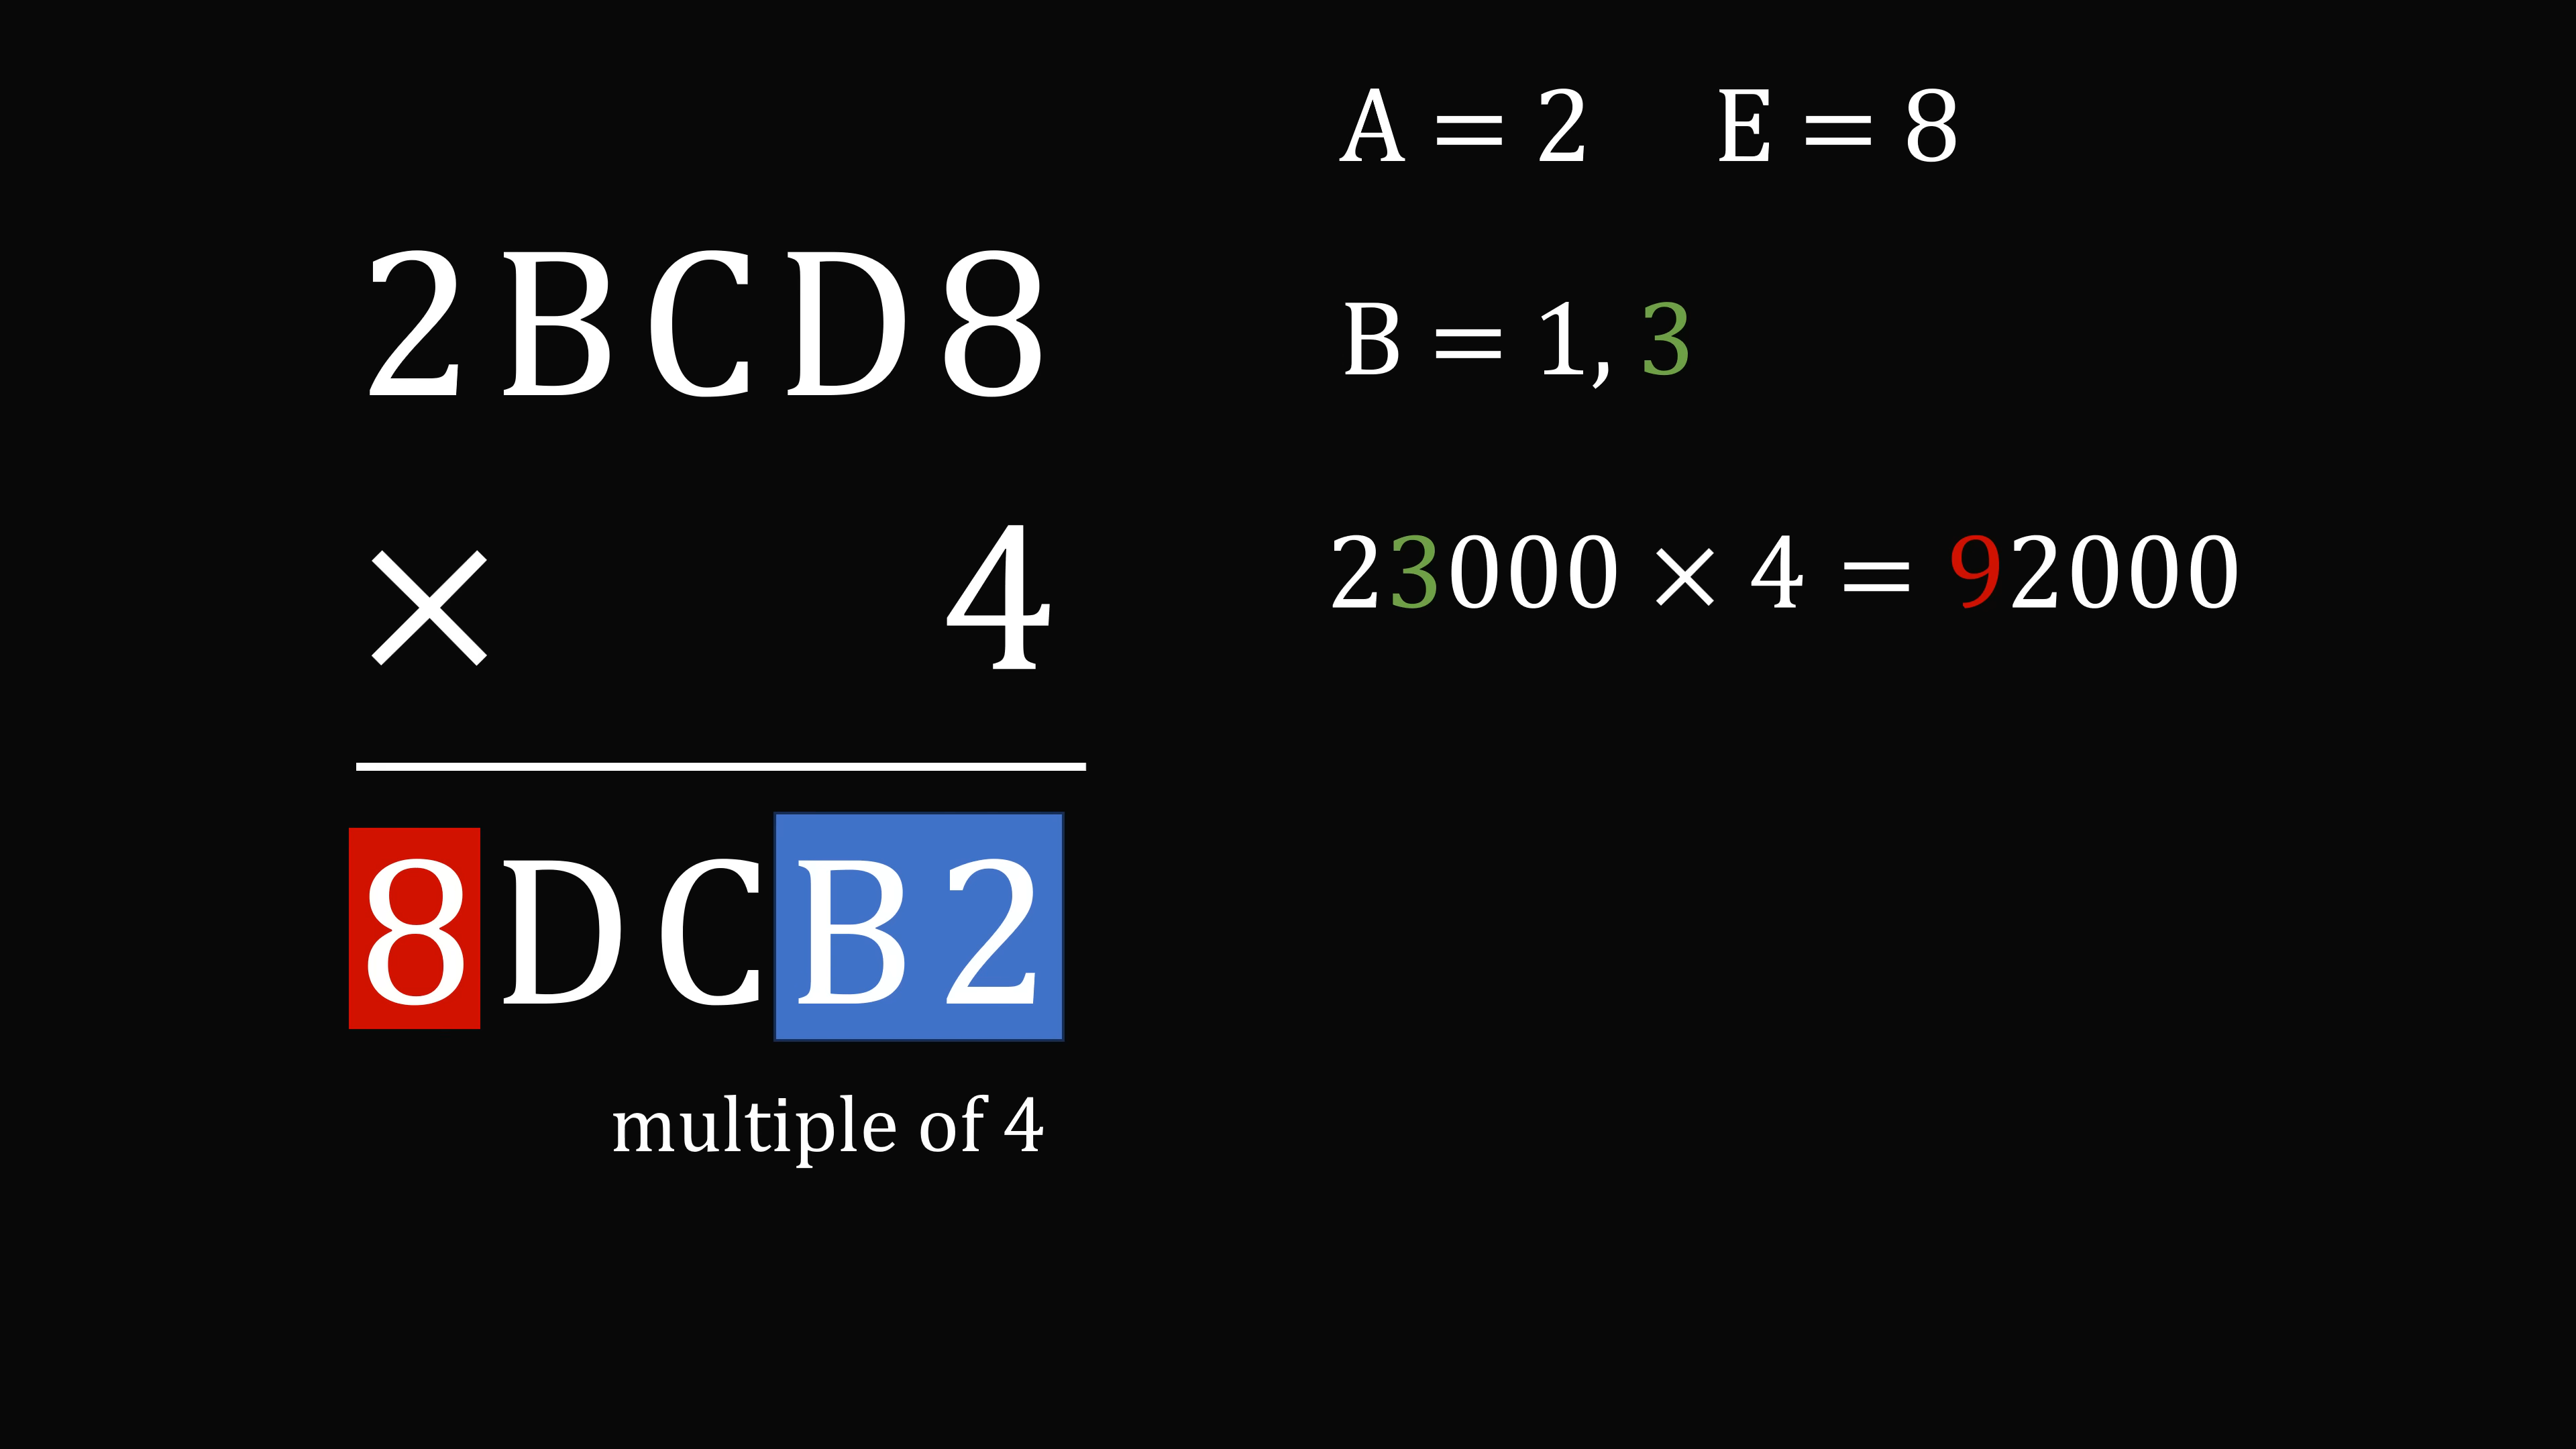 A = 2 E = 8
2BCD8
B = 1, 3
× 4
23000 × 4 = 92000
8DCB2
multiple of 4